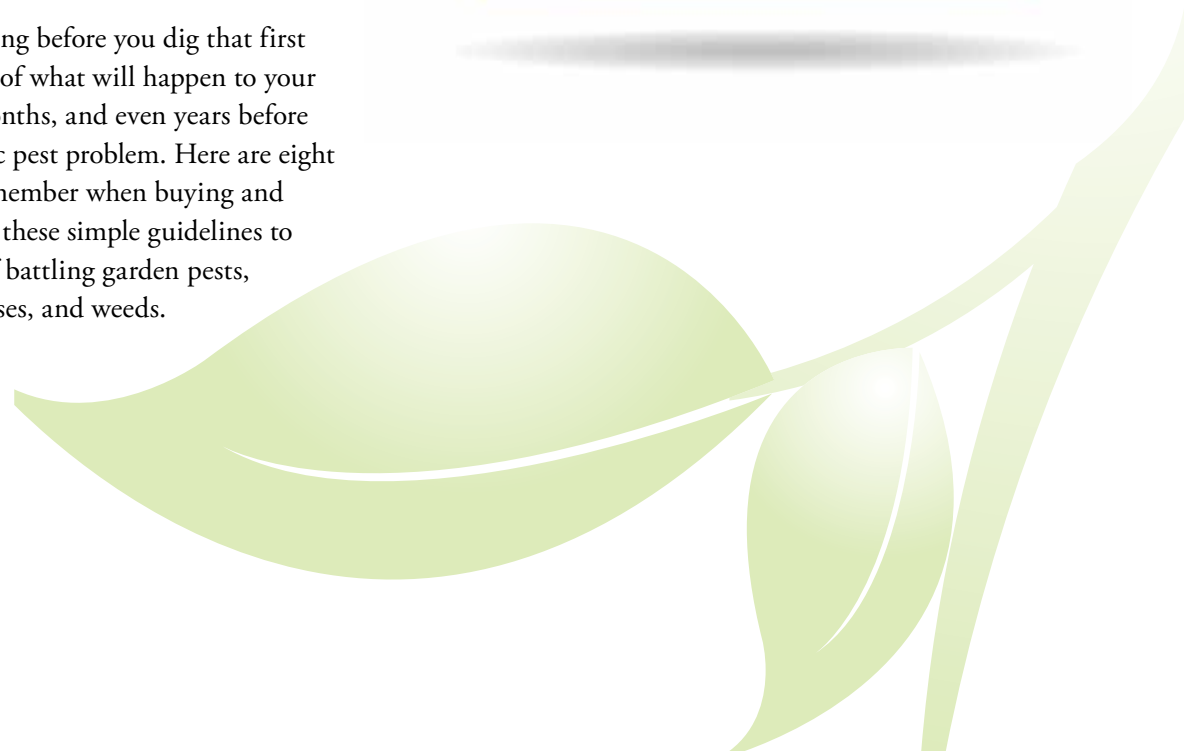 ng before you dig that first
of what will happen to your
nths, and even years before
c pest problem. Here are eight
member when buying and
these simple guidelines to
battling garden pests,
ses, and weeds.